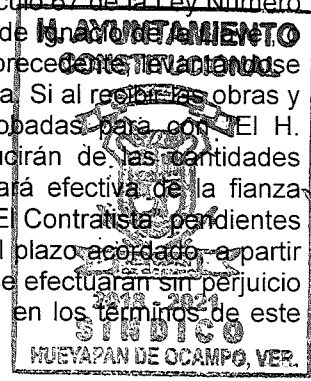 culo 67 de la Ley Número
de Ignacio de la Llave, o
H. AYUNTAMIENTO
precedente, levantándose
CONSTITUCIONAL
a. Si al recibir las obras y
obadas para con "El H.
ucirán de las cantidades
ará efectiva de la fianza
El Contratista" pendientes
l plazo acordado, a partir
se efectuarán sin perjuicio
2018 - 2021
en los términos de este
SINDICO
HUEYAPAN DE OCAMPO, VER.